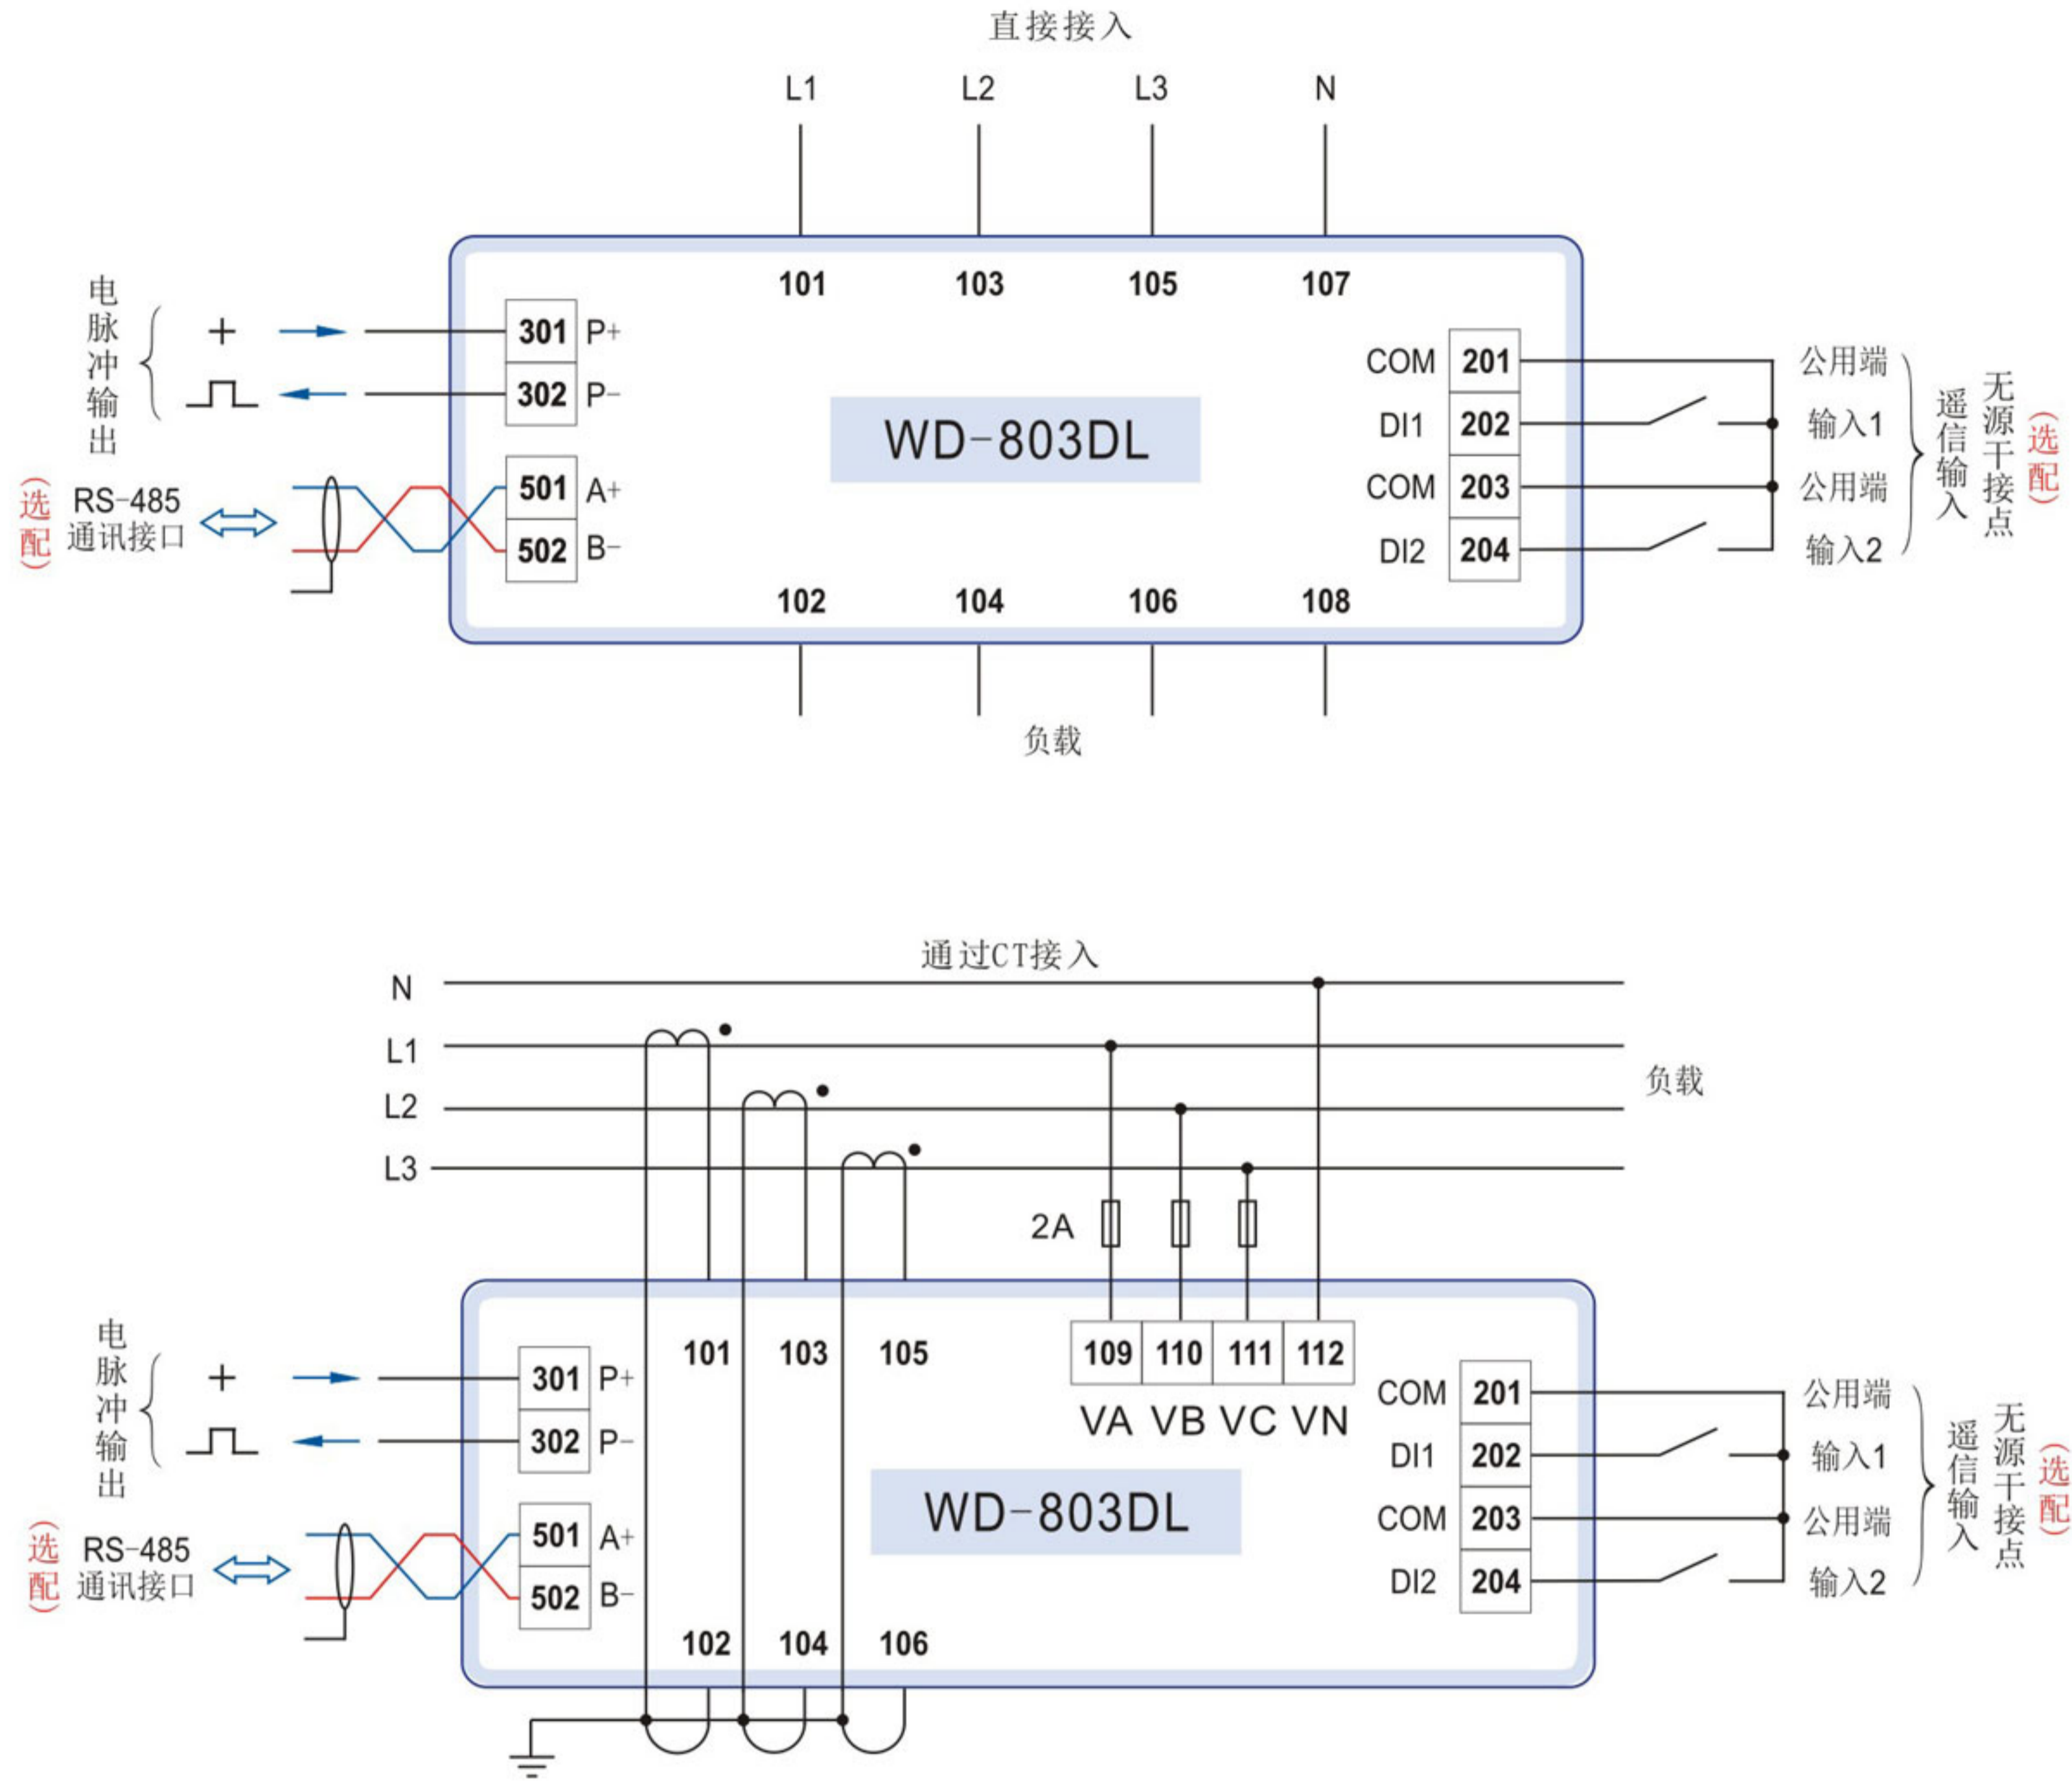 直接接入
L1 L2 L3 N
101 103 105 107
电脉冲输出
+
301 P+
302 P-
(选配)
RS-485
通讯接口
501 A+
502 B-
WD-803DL
COM 201 公用端
DI1 202 输入1
COM 203 公用端
DI2 204 输入2
遥信输入
无源干接点
(选配)
102 104 106 108
负载
通过CT接入
N
L1
L2
L3
负载
2A
101 103 105
109 110 111 112
VA VB VC VN
电脉冲输出
+
301 P+
302 P-
(选配)
RS-485
通讯接口
501 A+
502 B-
WD-803DL
COM 201 公用端
DI1 202 输入1
COM 203 公用端
DI2 204 输入2
遥信输入
无源干接点
(选配)
102 104 106